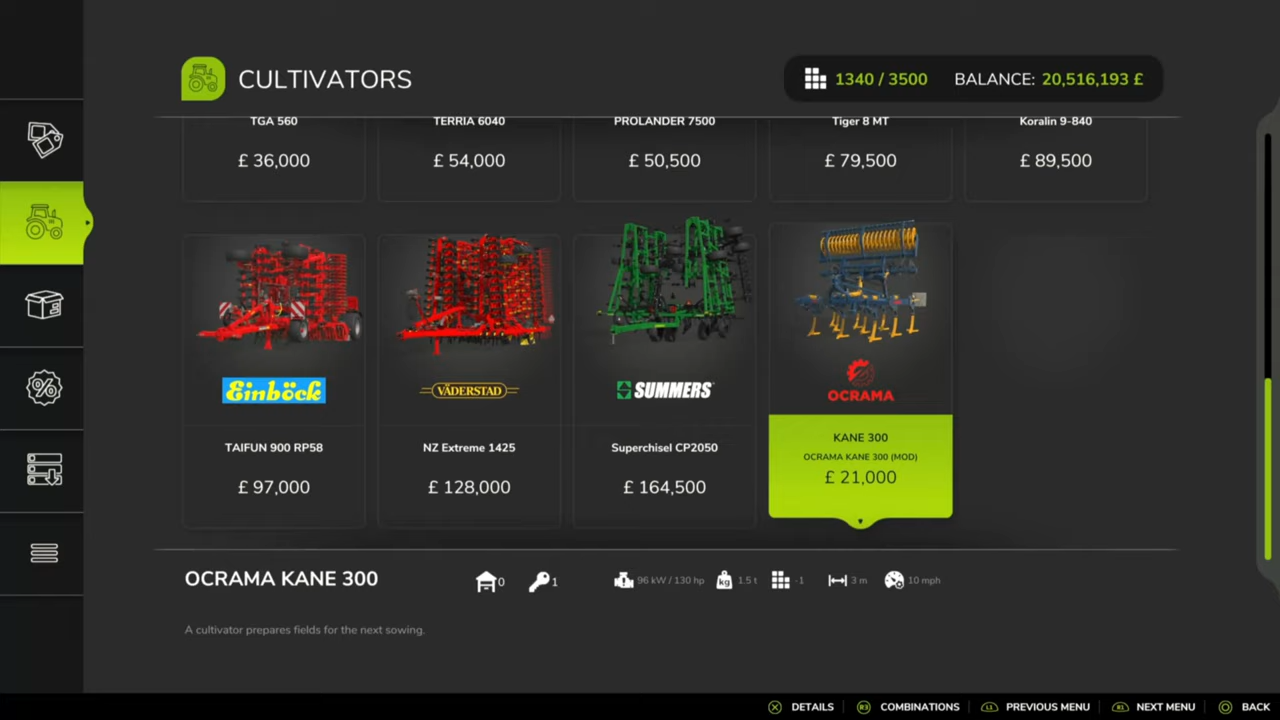 CULTIVATORS
1340 / 3500
BALANCE: 20,516,193 £
TGA 560
TERRIA 6040
PROLANDER 7500
Tiger 8 MT
Koralin 9-840
£ 36,000
£ 54,000
£ 50,500
£ 79,500
£ 89,500
Einböck
VÄDERSTAD
SUMMERS
OCRAMA
TAIFUN 900 RP58
NZ Extreme 1425
Superchisel CP2050
KANE 300
OCRAMA KANE 300 (MOD)
£ 97,000
£ 128,000
£ 164,500
£ 21,000
OCRAMA KANE 300
0
1
96 kW / 130 hp
kg
1.5 t
-1
3 m
10 mph
A cultivator prepares fields for the next sowing.
DETAILS
R3 COMBINATIONS
L1 PREVIOUS MENU
R1 NEXT MENU
BACK